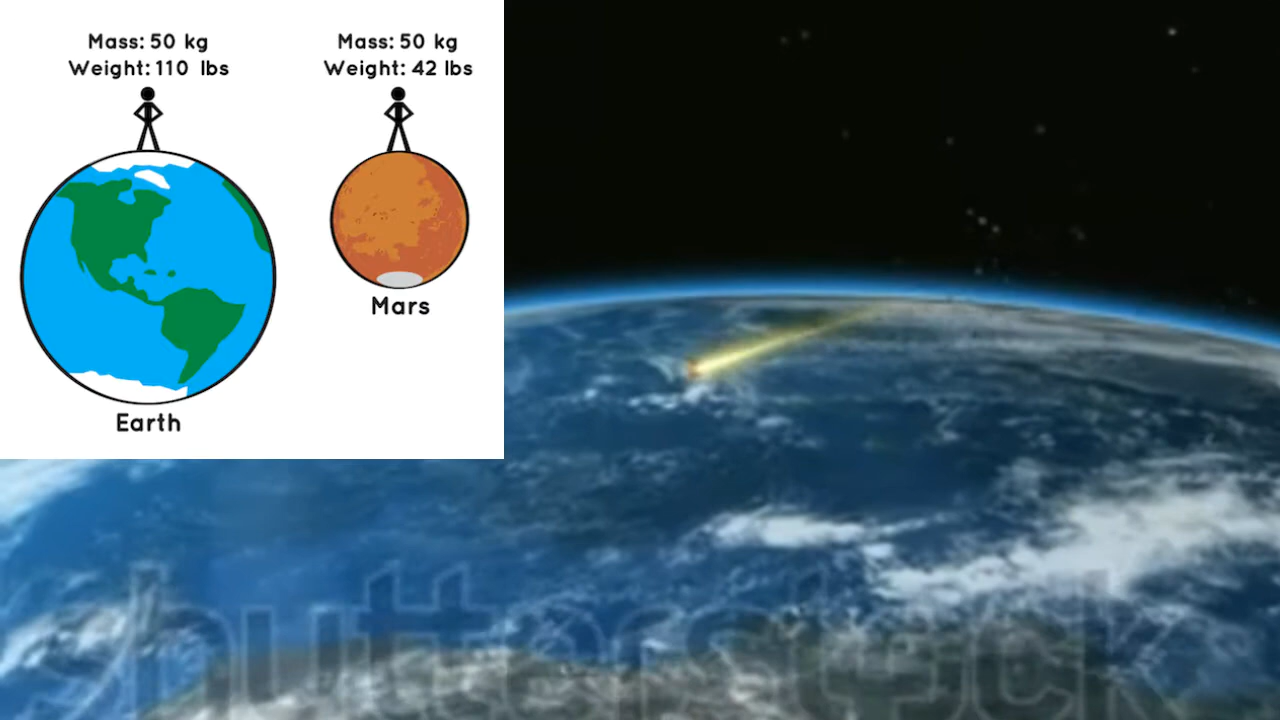 Mass: 50 kg
Weight: 110 lbs
Mass: 50 kg
Weight: 42 lbs
Mars
Earth
shutterstock